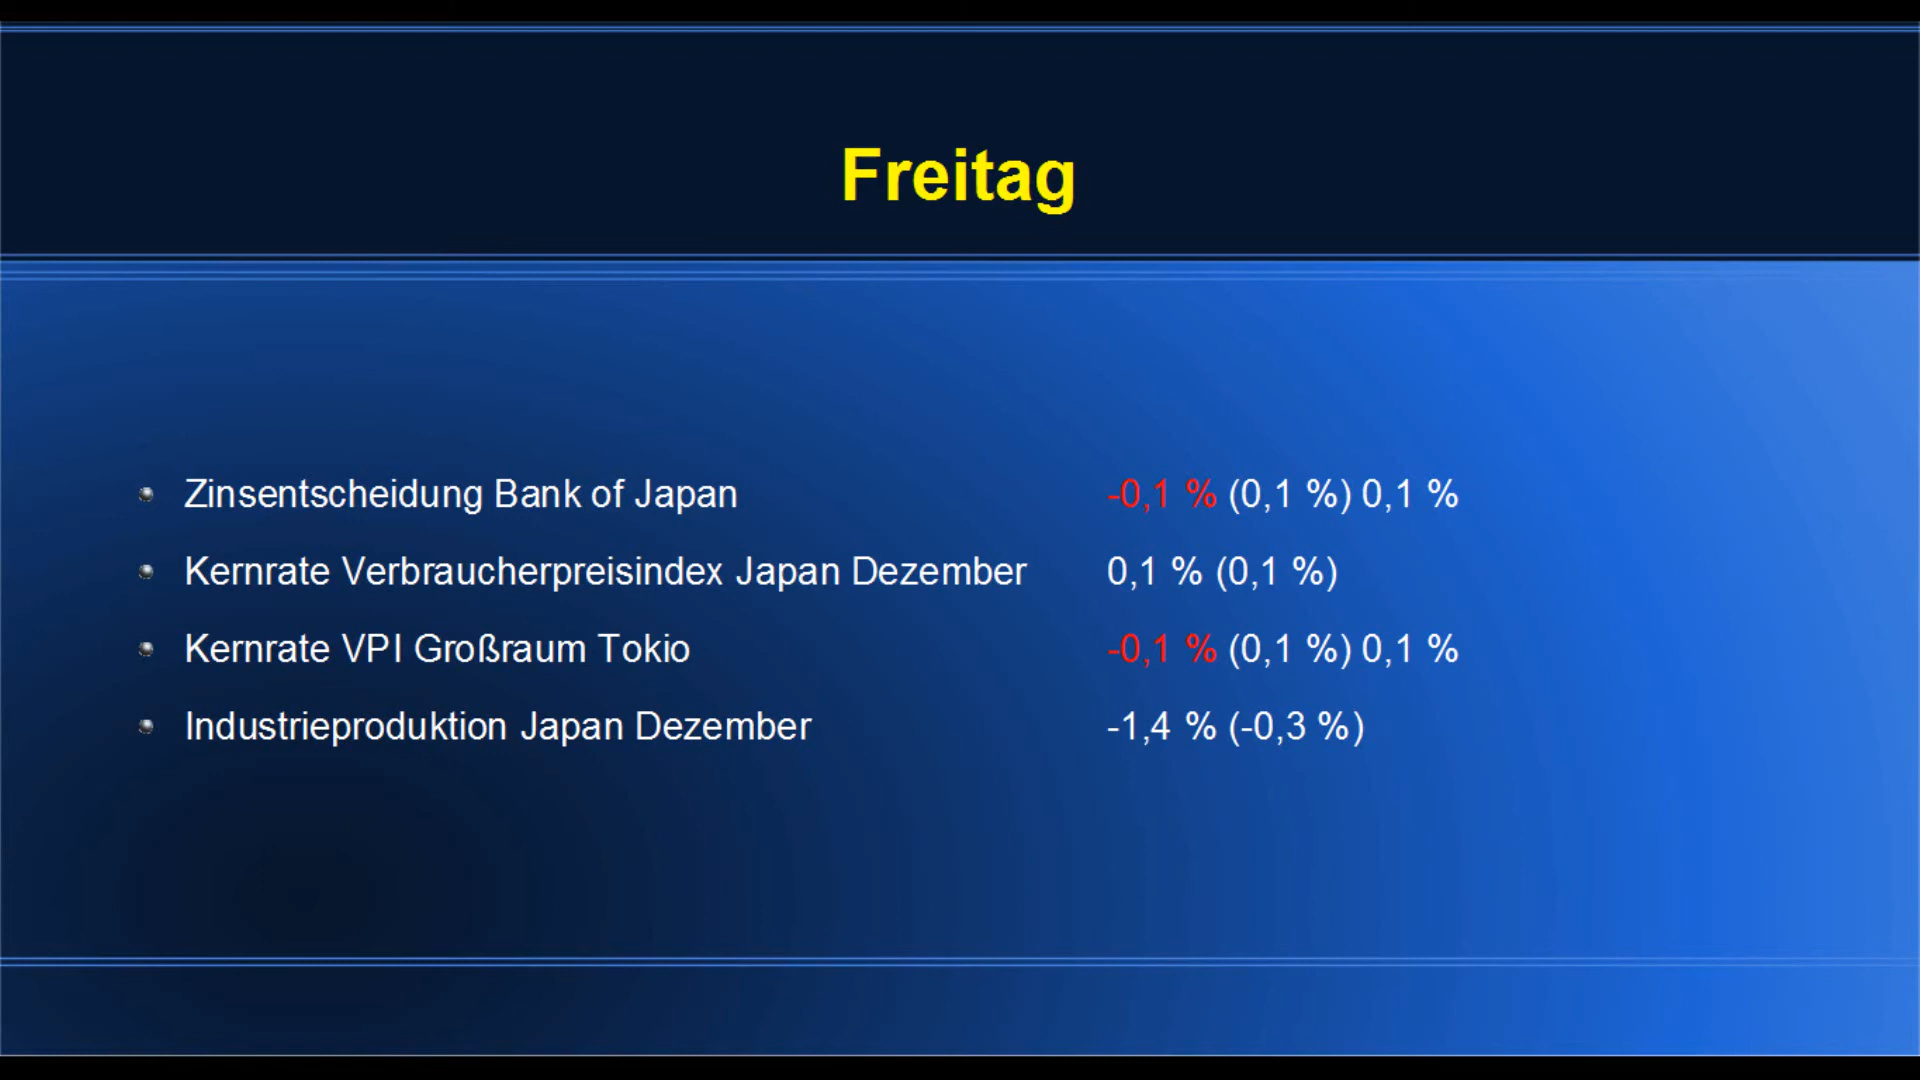 Freitag
Zinsentscheidung Bank of Japan -0,1 % (0,1 %) 0,1 %
Kernrate Verbraucherpreisindex Japan Dezember 0,1 % (0,1 %)
Kernrate VPI Großraum Tokio -0,1 % (0,1 %) 0,1 %
Industrieproduktion Japan Dezember -1,4 % (-0,3 %)